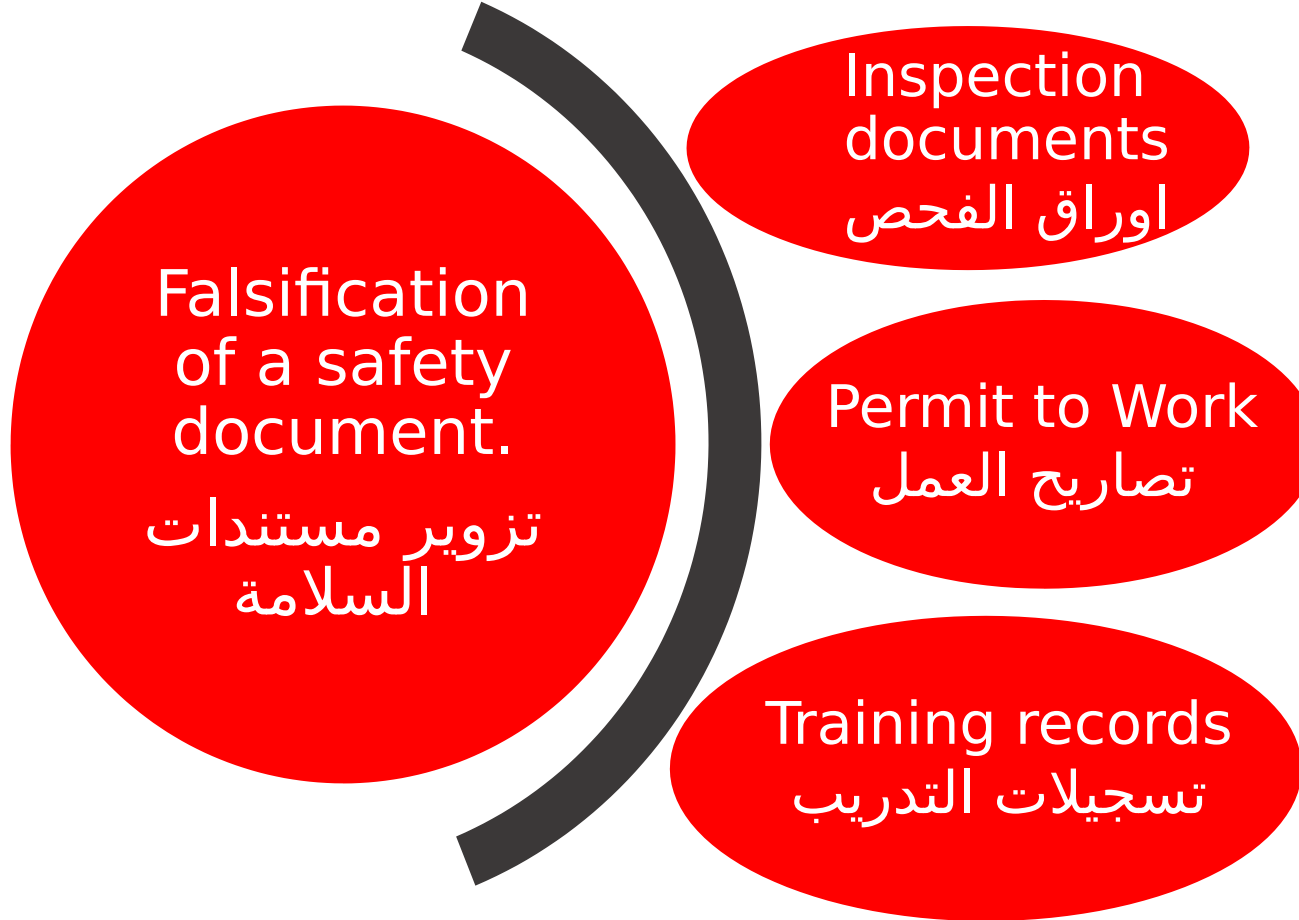 Falsification
of a safety
document.
تزوير مستندات
السلامة
Inspection
documents
اوراق الفحص
Permit to Work
تصاريح العمل
Training records
تسجيلات التدريب